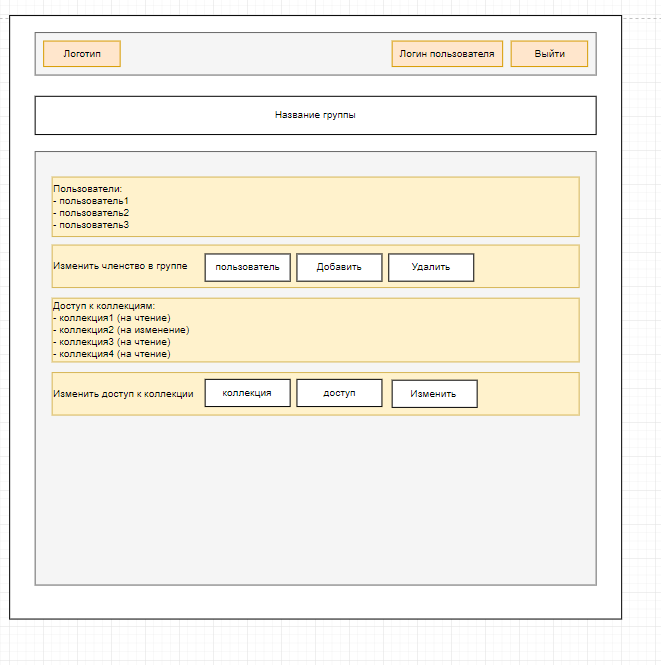 Логотип
Логин пользователя
Выйти
Название группы
Пользователи:
- пользователь1
- пользователь2
- пользователь3
Изменить членство в группе
пользователь
Добавить
Удалить
Доступ к коллекциям:
- коллекция1 (на чтение)
- коллекция2 (на изменение)
- коллекция3 (на чтение)
- коллекция4 (на чтение)
Изменить доступ к коллекции
коллекция
доступ
Изменить